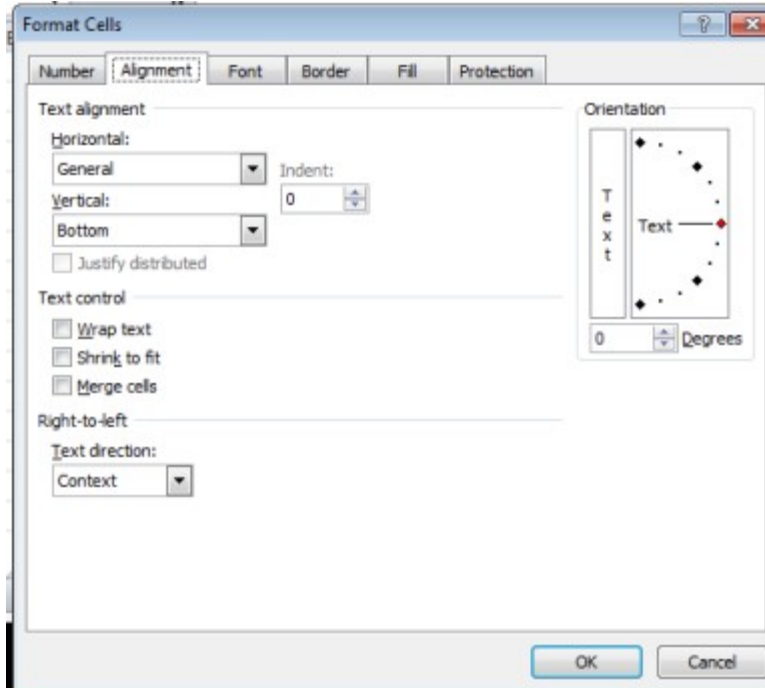 Format Cells
Number Alignment Font Border Fill Protection
Text alignment
Horizontal:
General
Indent:
0
Vertical:
Bottom
Justify distributed
Text control
Wrap text
Shrink to fit
Merge cells
Right-to-left
Text direction:
Context
Orientation
Text
Text
0 Degrees
OK Cancel